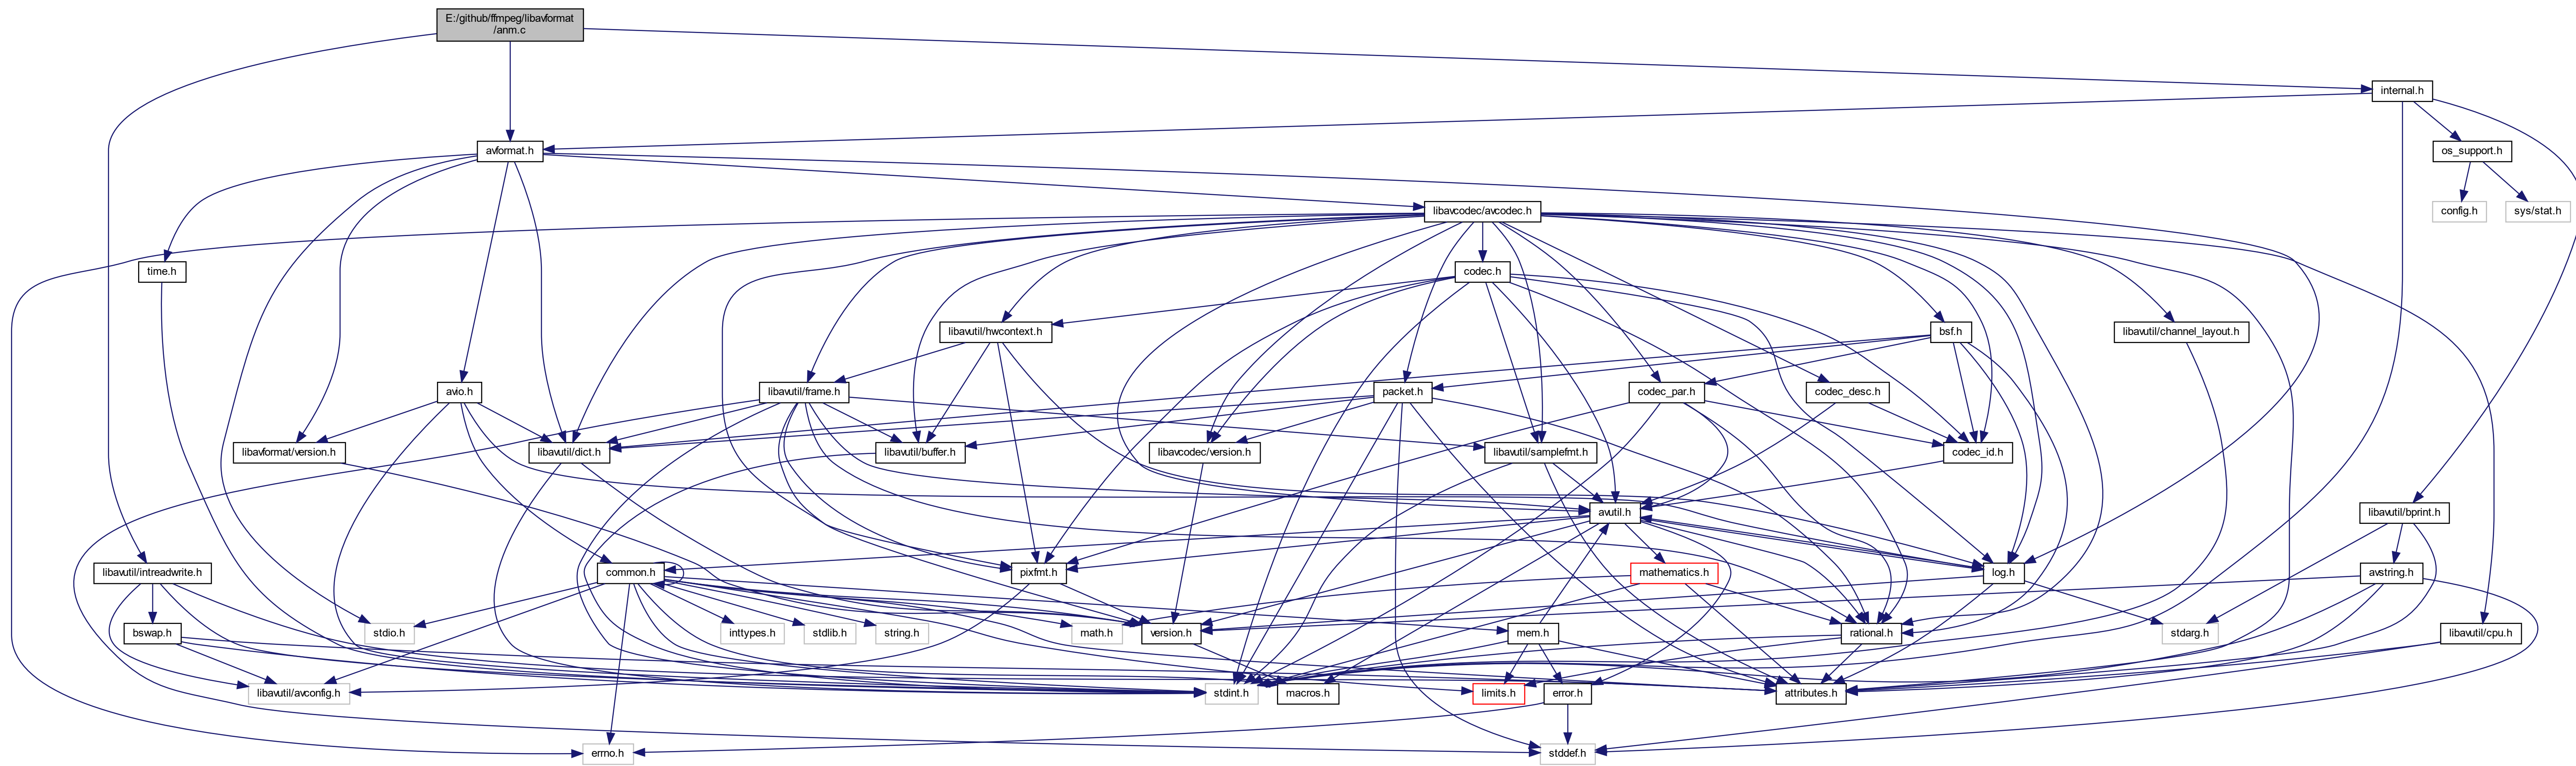 E:/github/ffmpeg/libavformat
/anm.c
internal.h
avformat.h
os_support.h
libavcodec/avcodec.h
config.h
sys/stat.h
time.h
codec.h
libavutil/hwcontext.h
bsf.h
libavutil/channel_layout.h
avio.h
libavutil/frame.h
packet.h
codec_par.h
codec_desc.h
libavformat/version.h
libavutil/dict.h
libavutil/buffer.h
libavcodec/version.h
libavutil/samplefmt.h
codec_id.h
avutil.h
libavutil/bprint.h
libavutil/intreadwrite.h
common.h
pixfmt.h
mathematics.h
log.h
avstring.h
bswap.h
stdio.h
inttypes.h
stdlib.h
string.h
math.h
version.h
mem.h
rational.h
stdarg.h
libavutil/cpu.h
libavutil/avconfig.h
stdint.h
macros.h
limits.h
error.h
attributes.h
errno.h
stddef.h